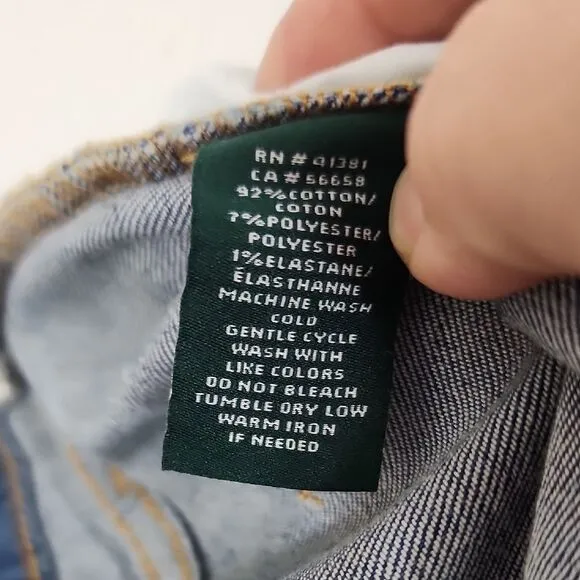 RN # 91381
CA # 56658
92% COTTON/
COTON
7% POLYESTER/
POLYESTER
1% ELASTANE/
ÉLASTHANNE
MACHINE WASH
COLD
GENTLE CYCLE
WASH WITH
LIKE COLORS
DO NOT BLEACH
TUMBLE DRY LOW
WARM IRON
IF NEEDED